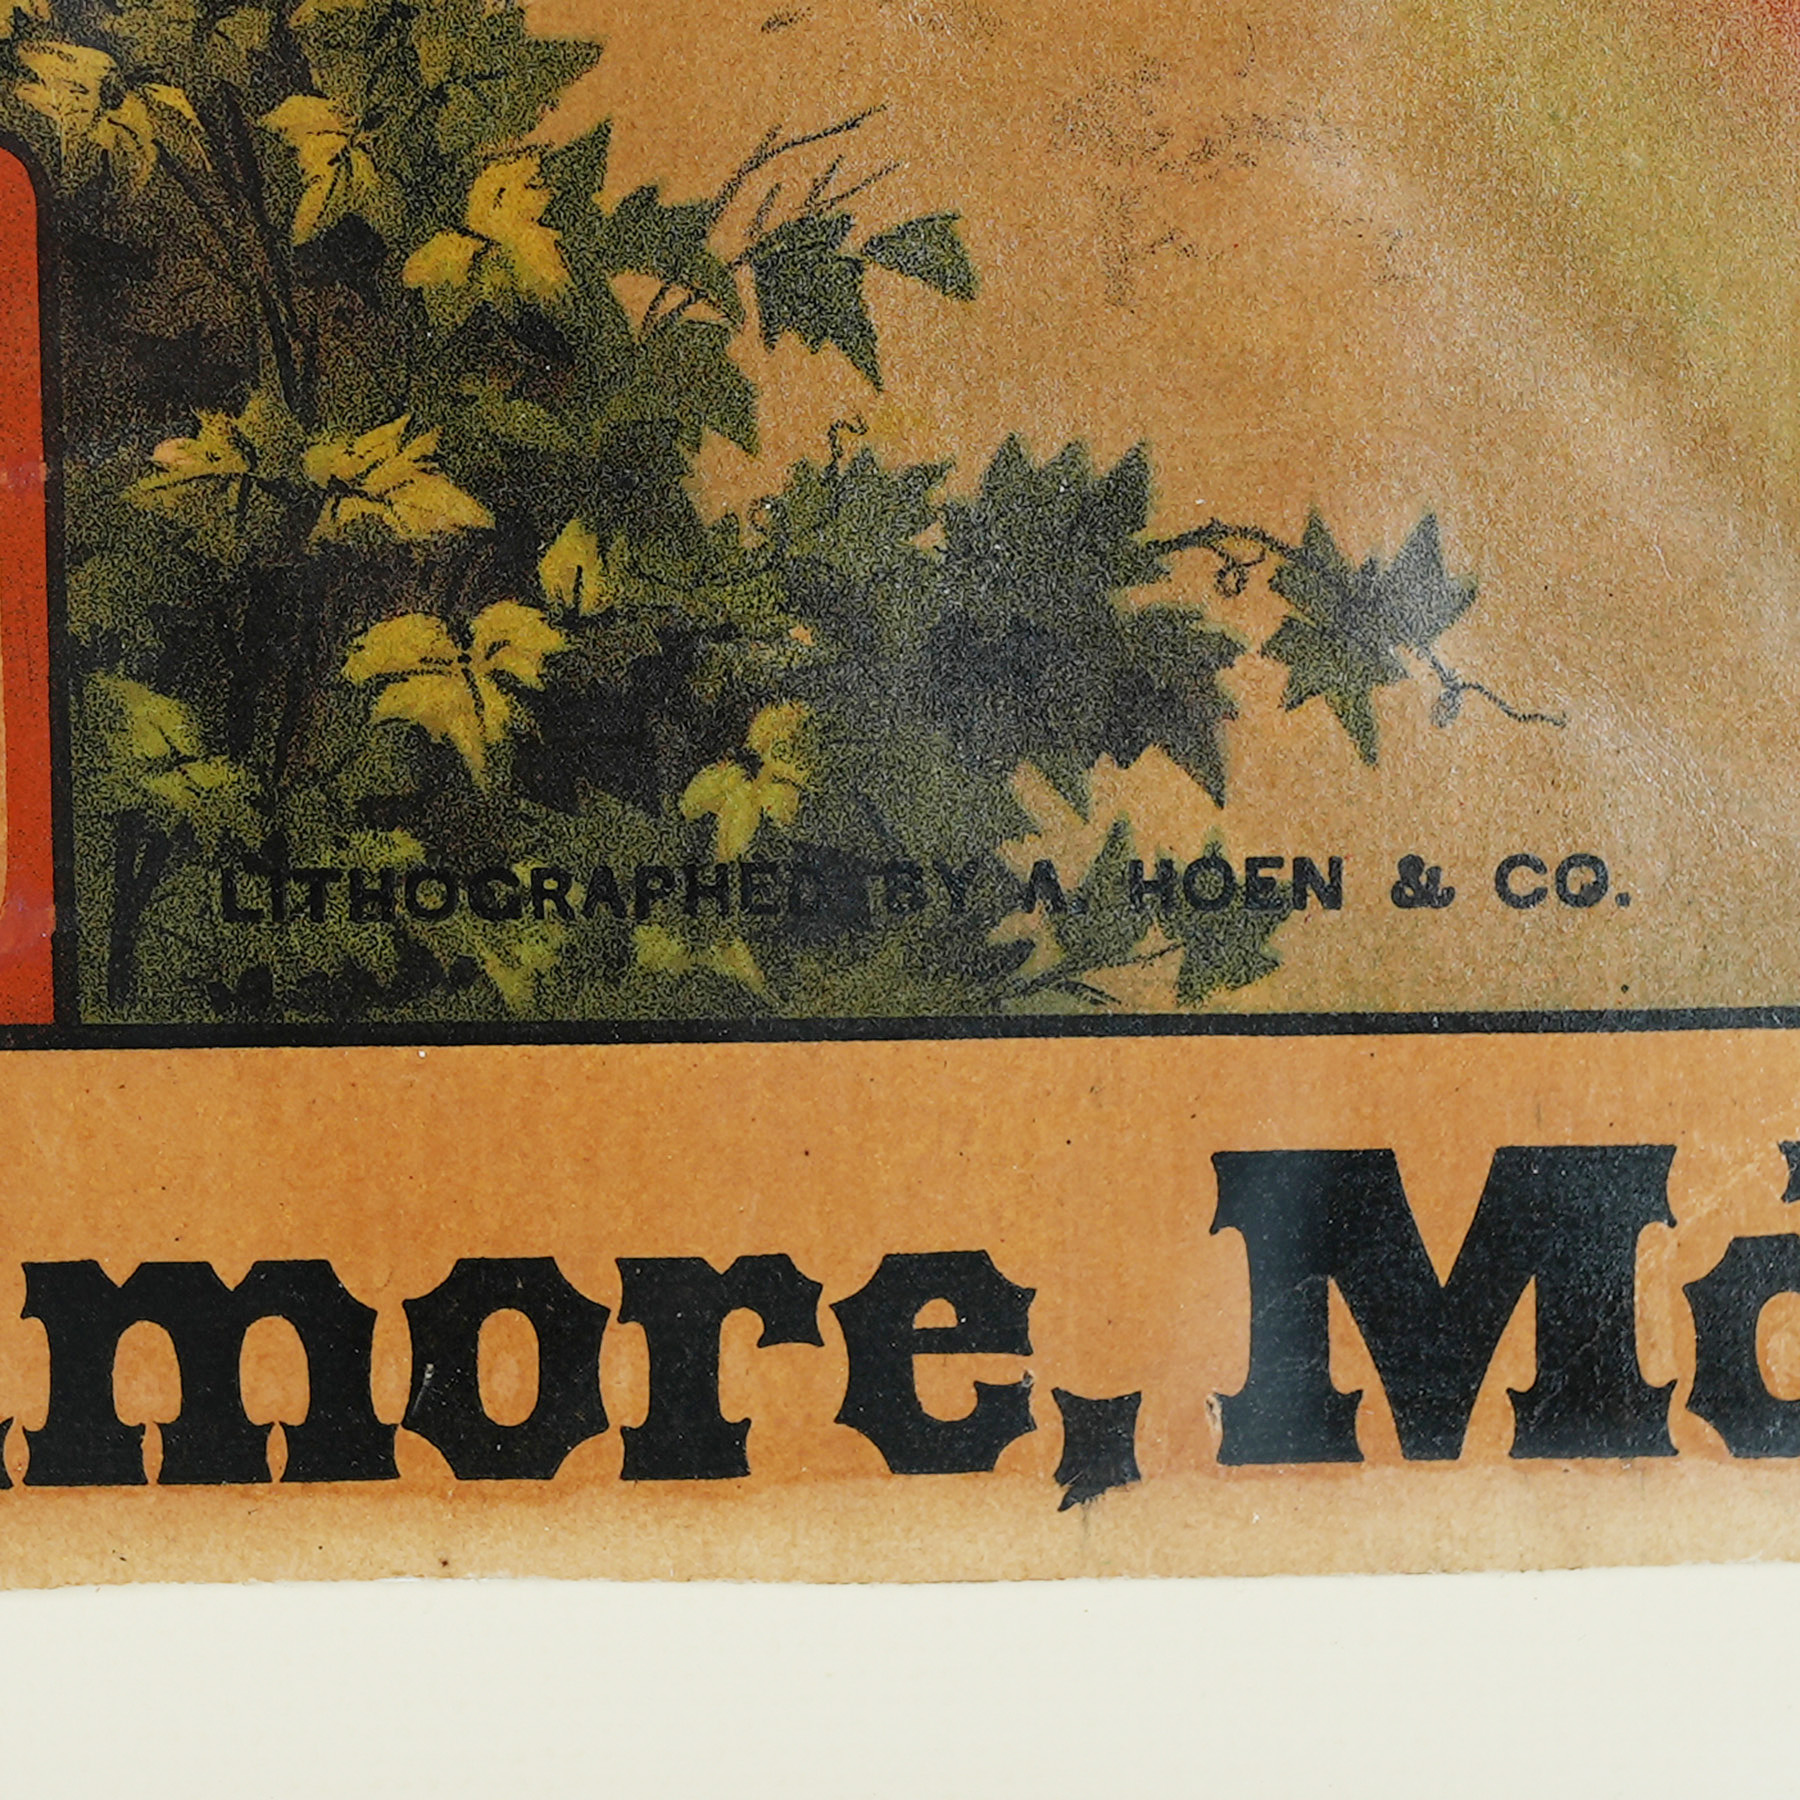 LITHOGRAPHED BY A. HOEN & CO.
more, Md